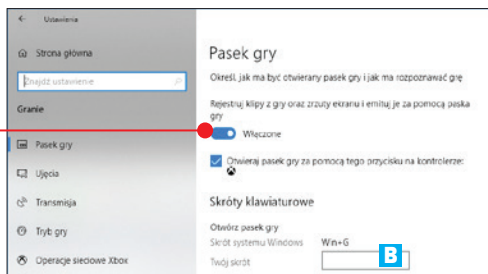 Ustawienia
Strona główna
Znajdź ustawienie
Granie
Pasek gry
Ujęcia
Transmisja
Tryb gry
Operacje sieciowe Xbox
Pasek gry
Określ, jak ma być otwierany pasek gry i jak ma rozpoznawać grę
Rejestruj klipy z gry oraz zrzuty ekranu i emituj je za pomocą paska
gry
Włączone
Otwieraj pasek gry za pomocą tego przycisku na kontrolerze:
Skróty klawiaturowe
Otwórz pasek gry
Skrót systemu Windows Win+G
Twój skrót
B